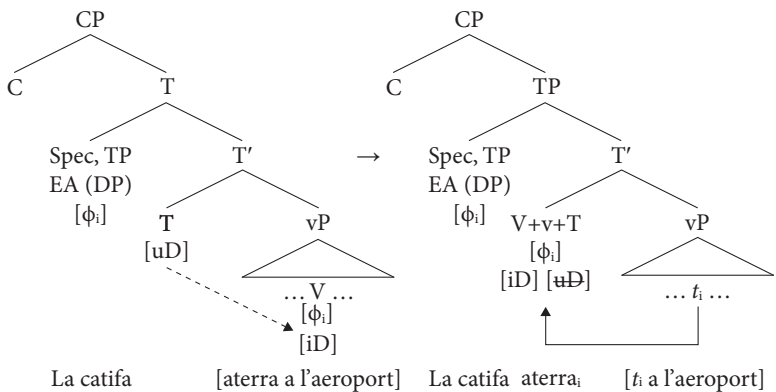 CP CP
C T C TP
Spec, TP T′ → Spec, TP T′
EA (DP) EA (DP)
[ϕi] T vP [ϕi] V+v+T vP
[uD] [ϕi]
… V … [iD] [uD] … ti …
[ϕi]
[iD]
La catifa [aterra a l’aeroport] La catifa aterrai [ti a l’aeroport]